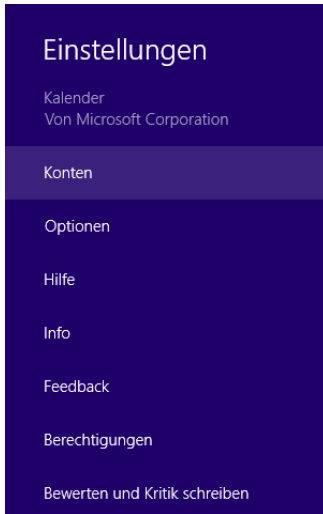 Einstellungen
Kalender
Von Microsoft Corporation
Konten
Optionen
Hilfe
Info
Feedback
Berechtigungen
Bewerten und Kritik schreiben